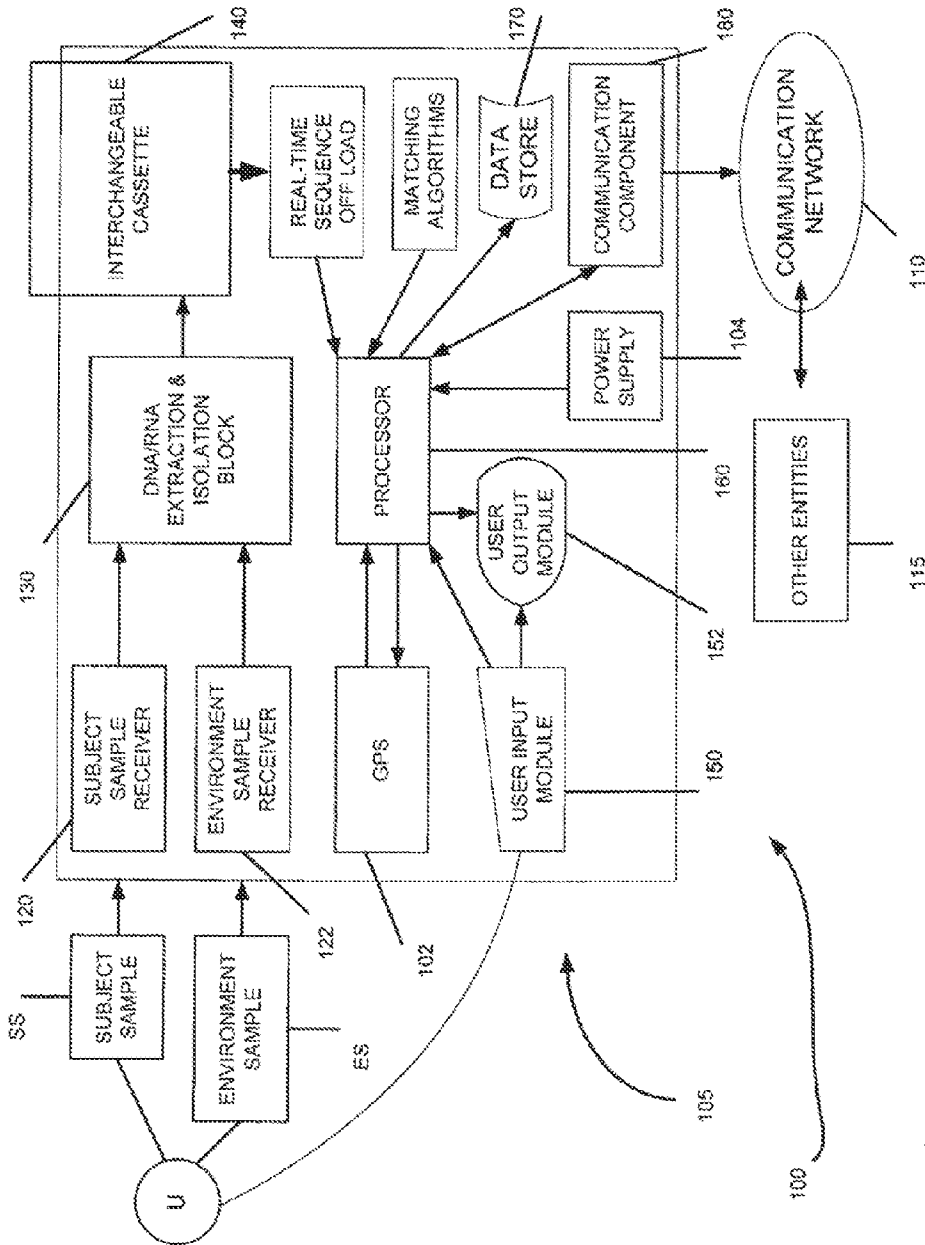 SS
120
130
140
U
SUBJECT
SAMPLE
SUBJECT
SAMPLE
RECEIVER
DNA/RNA
EXTRACTION &
ISOLATION
BLOCK
INTERCHANGEABLE
CASSETTE
ENVIRONMENT
SAMPLE
ENVIRONMENT
SAMPLE
RECEIVER
REAL-TIME
SEQUENCE
OFF LOAD
ES
122
102
GPS
PROCESSOR
MATCHING
ALGORITHMS
DATA
STORE
170
USER INPUT
MODULE
USER
OUTPUT
MODULE
POWER
SUPPLY
COMMUNICATION
COMPONENT
105
150
152
160
104
180
100
OTHER ENTITIES
COMMUNICATION
NETWORK
115
110